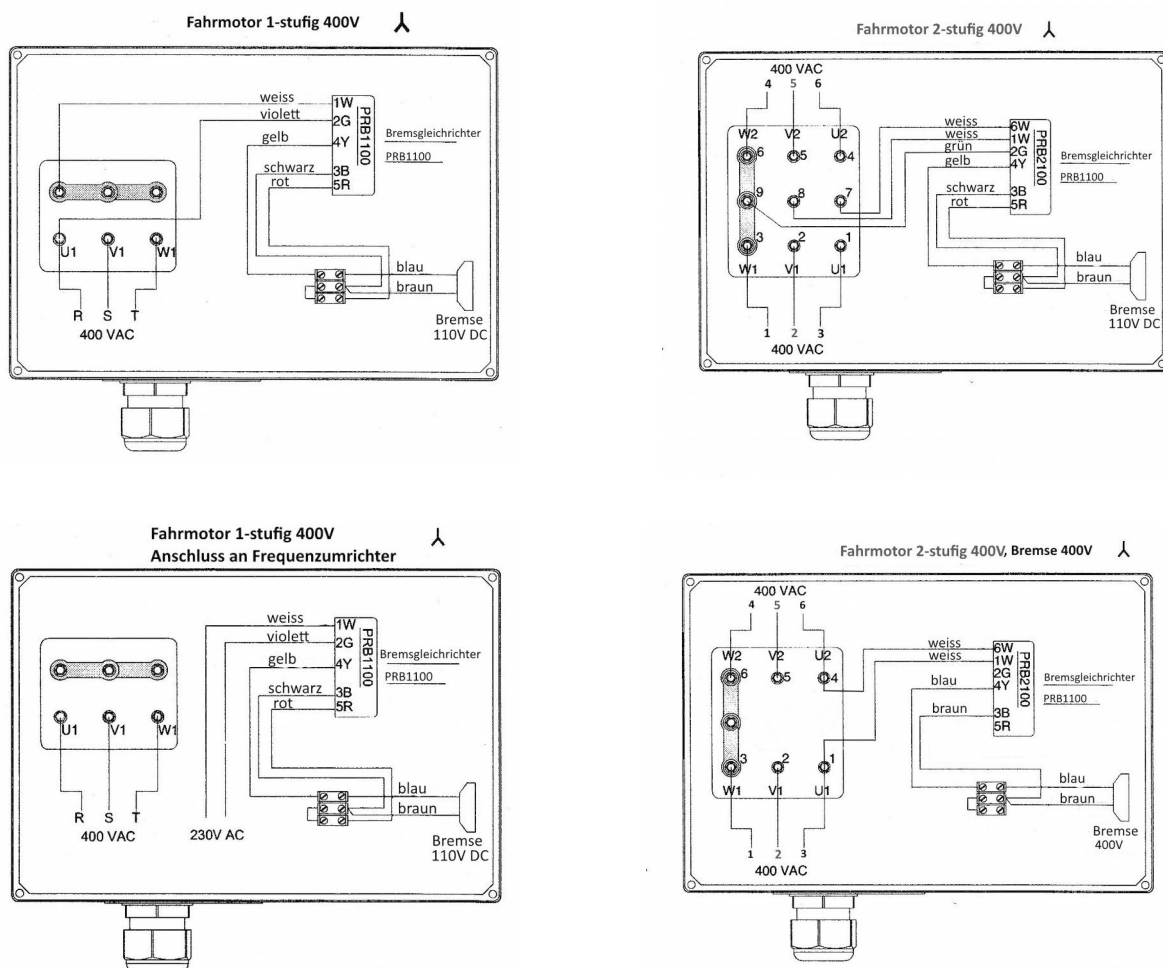 Fahrmotor 1-stufig 400V
weiss
violett
gelb
schwarz
rot
1W
2G
4Y
3B
5R
PRB1100
Bremsgleichrichter
PRB1100
U1 V1 W1
R S T
400 VAC
blau
braun
Bremse
110V DC
Fahrmotor 2-stufig 400V
400 VAC
4 5 6
W2 V2 U2
6 5 4
9 8 7
3 2 1
W1 V1 U1
1 2 3
400 VAC
weiss
weiss
grün
gelb
schwarz
rot
6W
1W
2G
4Y
3B
5R
PRB2100
Bremsgleichrichter
PRB1100
blau
braun
Bremse
110V DC
Fahrmotor 1-stufig 400V
Anschluss an Frequenzumrichter
weiss
violett
gelb
schwarz
rot
1W
2G
4Y
3B
5R
PRB1100
Bremsgleichrichter
PRB1100
U1 V1 W1
R S T
400 VAC
230V AC
blau
braun
Bremse
110V DC
Fahrmotor 2-stufig 400V, Bremse 400V
400 VAC
4 5 6
W2 V2 U2
6 5 4
3 2 1
W1 V1 U1
1 2 3
400 VAC
weiss
weiss
blau
braun
6W
1W
2G
4Y
3B
5R
PRB2100
Bremsgleichrichter
PRB1100
blau
braun
Bremse
400V